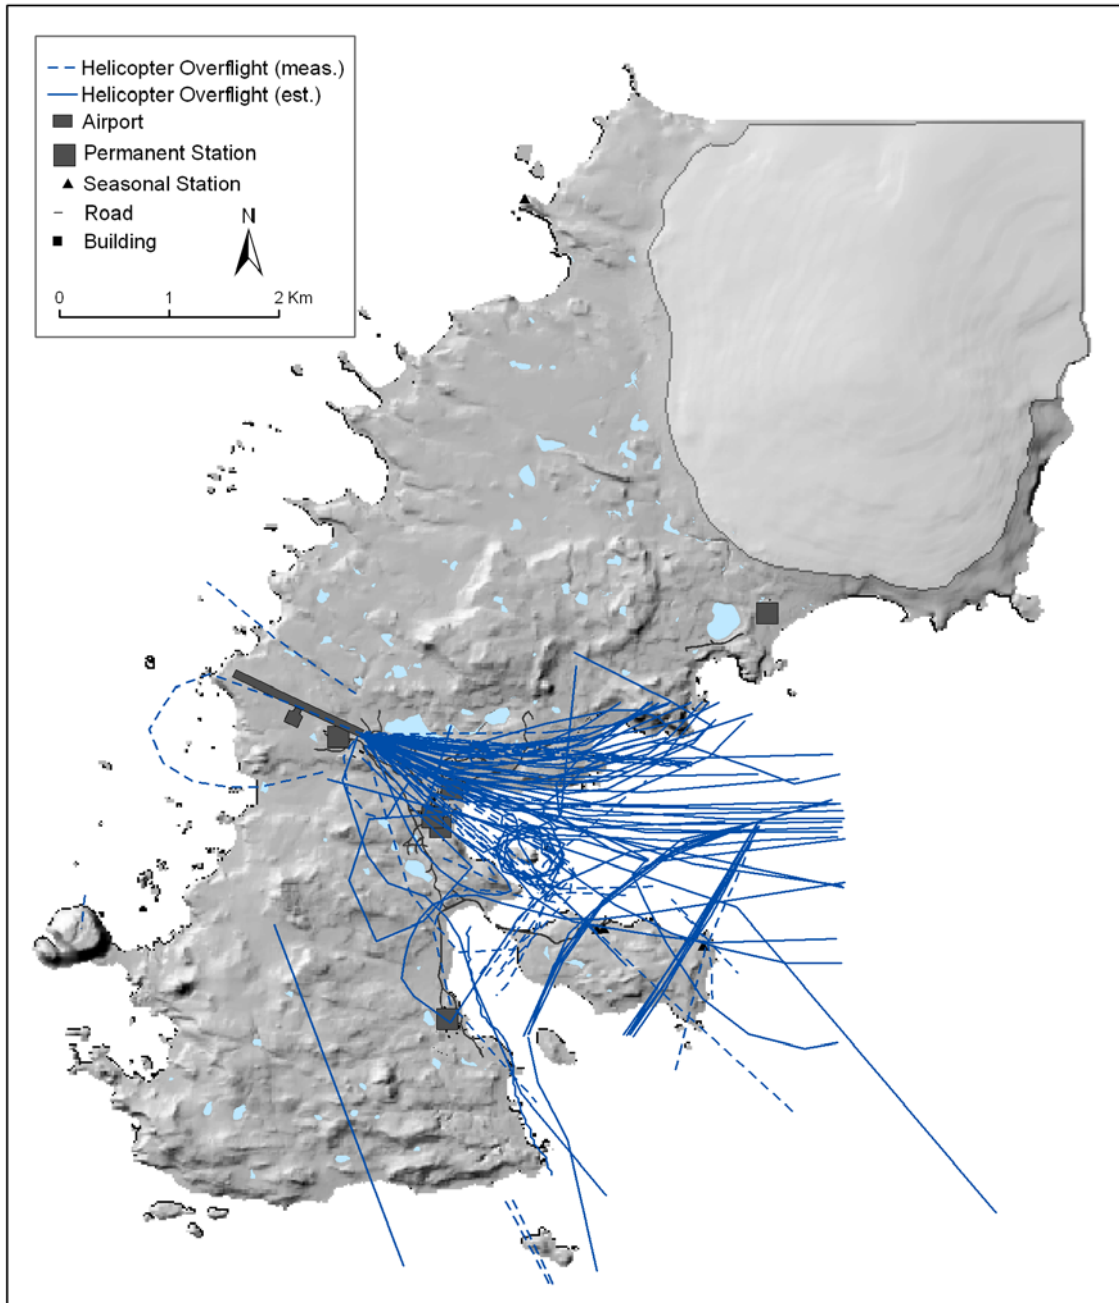 Helicopter Overflight (meas.)
Helicopter Overflight (est.)
Airport
Permanent Station
Seasonal Station
Road
Building
N
0 1 2 Km